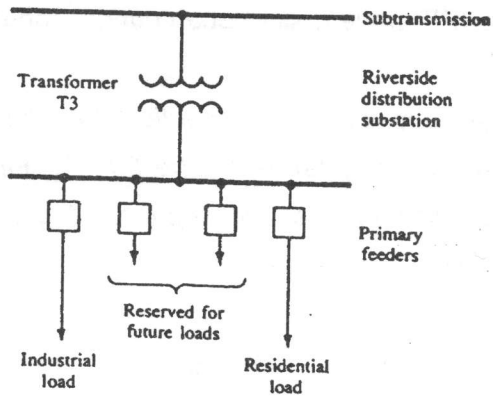 Subtransmission
Transformer
T3
Riverside
distribution
substation
Primary
feeders
Reserved for
future loads
Industrial
load
Residential
load